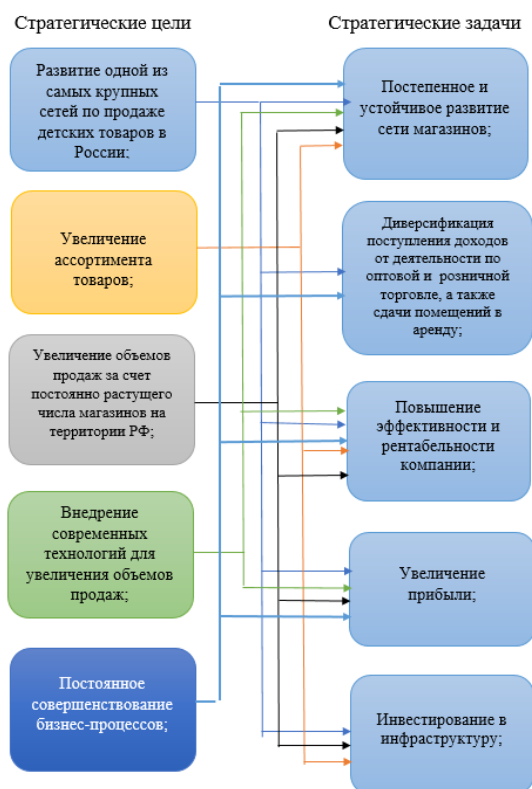 Стратегические цели
Развитие одной из
самых крупных
сетей по продаже
детских товаров в
России;
Увеличение
ассортимента
товаров;
Увеличение объемов
продаж за счет
постоянно растущего
числа магазинов на
территории РФ;
Внедрение
современных
технологий для
увеличения объемов
продаж;
Постоянное
совершенствование
бизнес-процессов;
Стратегические задачи
Постепенное и
устойчивое развитие
сети магазинов;
Диверсификация
поступления доходов
от деятельности по
оптовой и розничной
торговле, а также
сдачи помещений в
аренду;
Повышение
эффективности и
рентабельности
компании;
Увеличение
прибыли;
Инвестирование в
инфраструктуру;